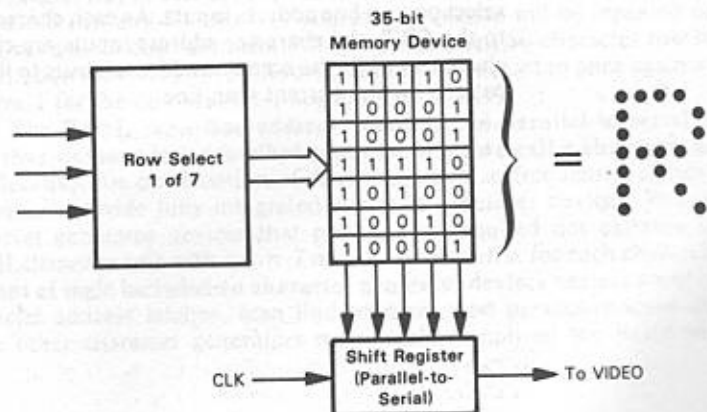 35-bit
Memory Device
1 1 1 1 0
1 0 0 0 1
1 0 0 0 1
Row Select
1 of 7
1 1 1 1 0
1 0 1 0 0
1 0 0 1 0
1 0 0 0 1
=
CLK
Shift Register
(Parallel-to-
Serial)
To VIDEO